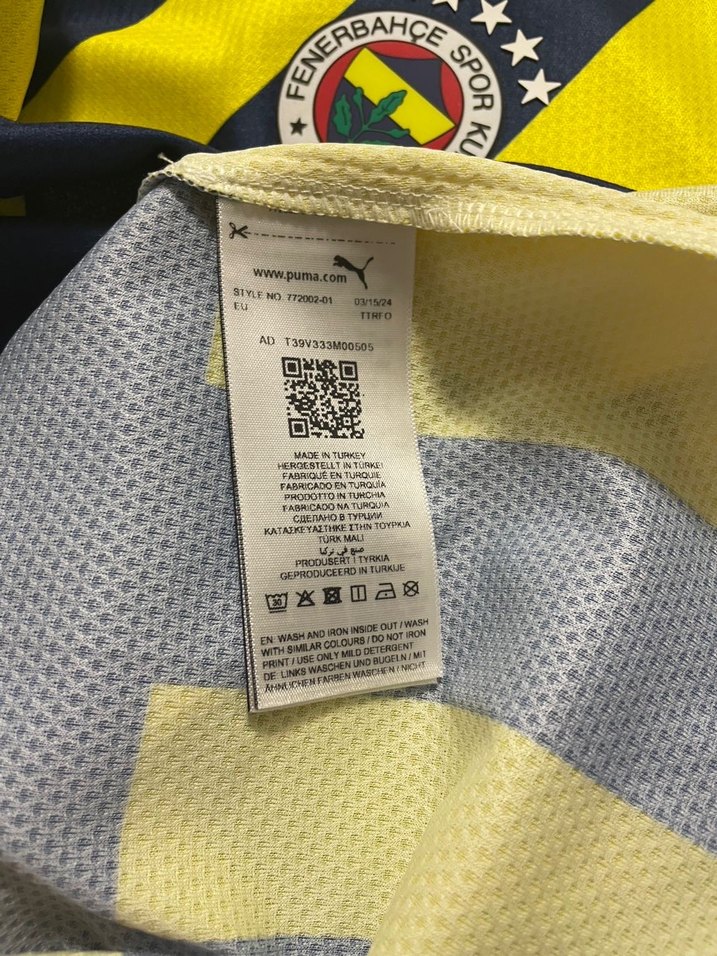 FENERBAHÇE SPOR KU
www.puma.com
STYLE NO. 772002-01 03/15/24
EU TTRFO
AD T39V333M00505
MADE IN TURKEY
HERGESTELLT IN TÜRKEI
FABRIQUÉ EN TURQUIE
FABRICADO EN TURQUÍA
PRODOTTO IN TURCHIA
FABRICADO NA TURQUIA
СДЕЛАНО В ТУРЦИИ
ΚΑΤΑΣΚΕΥΑΣΤΗΚΕ ΣΤΗΝ ΤΟΥΡΚΙΑ
TÜRK MALI
صنع في تركيا
PRODUSERT I TYRKIA
GEPRODUCEERD IN TURKIJE
30
EN: WASH AND IRON INSIDE OUT / WASH
WITH SIMILAR COLOURS / DO NOT IRON
PRINT / USE ONLY MILD DETERGENT
DE: LINKS WASCHEN UND BÜGELN / MIT
ÄHNLICHEN FARBEN WASCHEN / NICHT